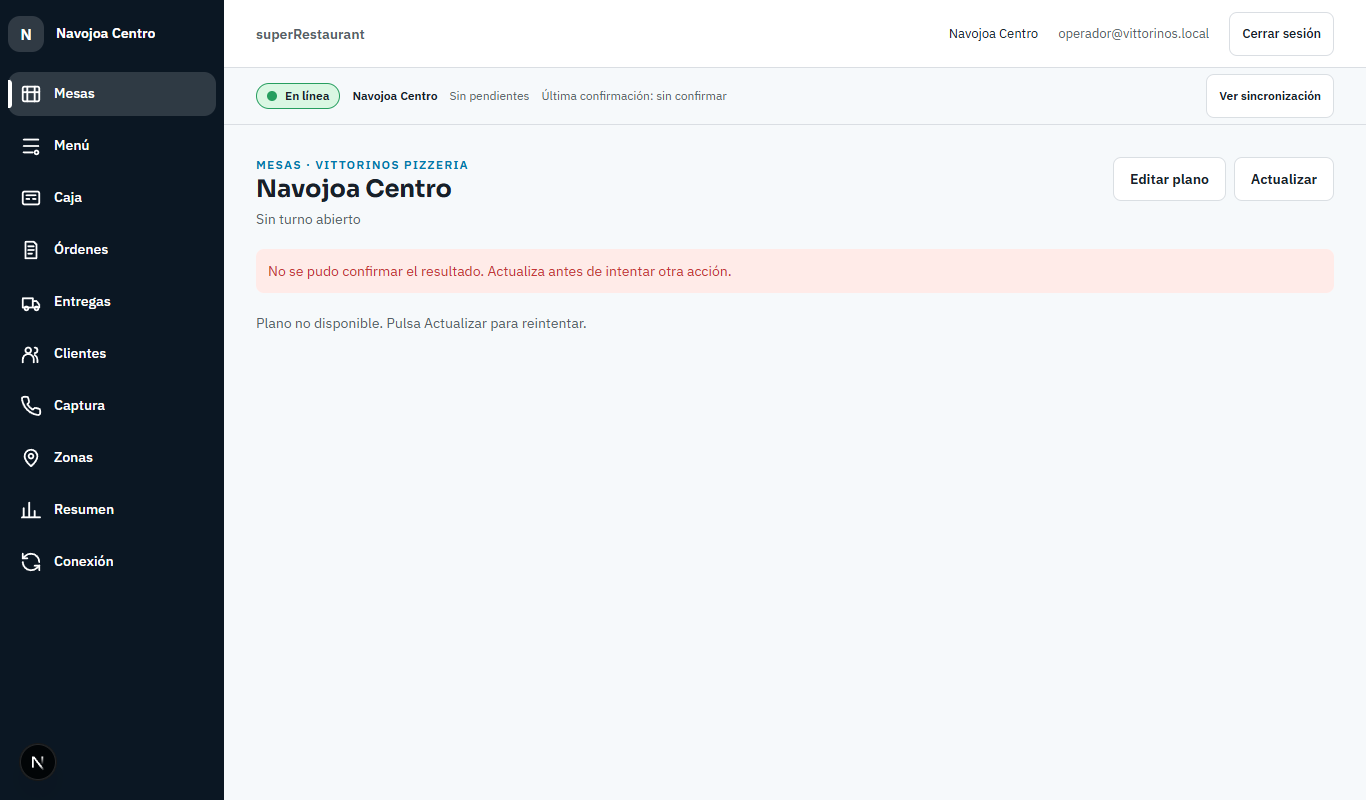 N Navojoa Centro
superRestaurant
Navojoa Centro operador@vittorinos.local Cerrar sesión
Mesas
Menú
Caja
Órdenes
Entregas
Clientes
Captura
Zonas
Resumen
Conexión
N
En línea Navojoa Centro Sin pendientes Última confirmación: sin confirmar Ver sincronización
MESAS · VITTORINOS PIZZERIA
Navojoa Centro
Sin turno abierto
Editar plano Actualizar
No se pudo confirmar el resultado. Actualiza antes de intentar otra acción.
Plano no disponible. Pulsa Actualizar para reintentar.